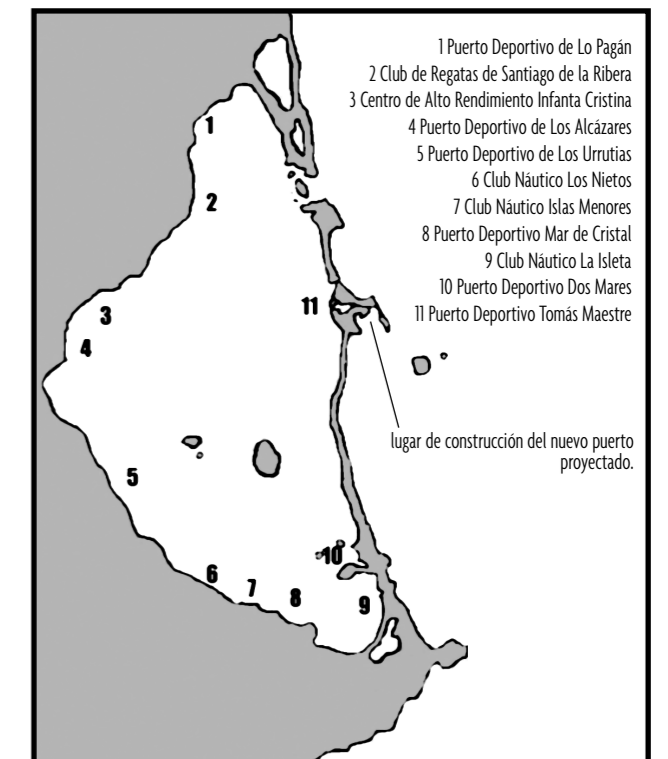 1 Puerto Deportivo de Lo Pagán
2 Club de Regatas de Santiago de la Ribera
3 Centro de Alto Rendimiento Infanta Cristina
4 Puerto Deportivo de Los Alcázares
5 Puerto Deportivo de Los Urrutias
6 Club Náutico Los Nietos
7 Club Náutico Islas Menores
8 Puerto Deportivo Mar de Cristal
9 Club Náutico La Isleta
10 Puerto Deportivo Dos Mares
11 Puerto Deportivo Tomás Maestre
lugar de construcción del nuevo puerto
proyectado.
1
2
3
11
4
5
10
6
7
8
9